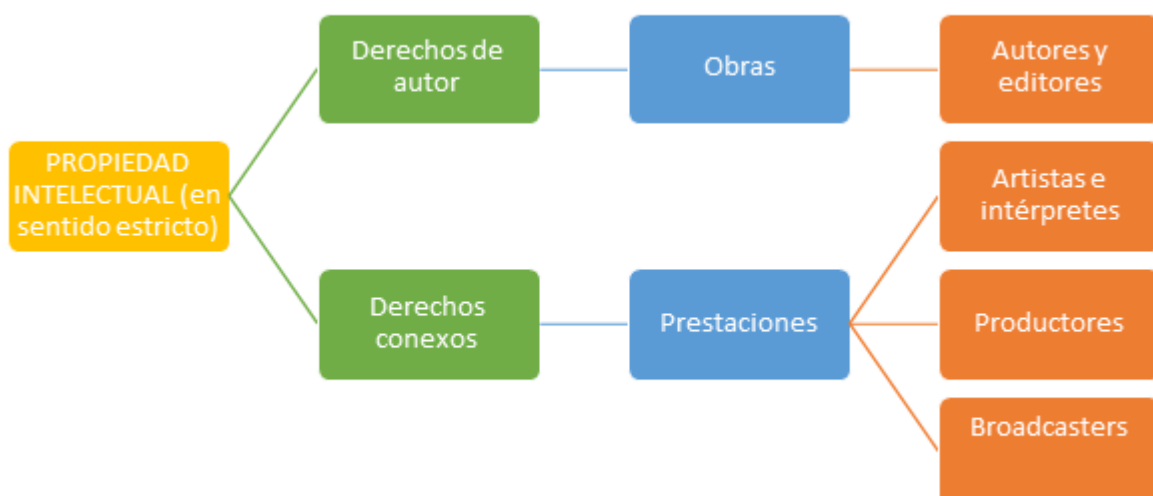 Derechos de
autor
Obras
Autores y
editores
PROPIEDAD
INTELECTUAL (en
sentido estricto)
Artistas e
intérpretes
Derechos
conexos
Prestaciones
Productores
Broadcasters